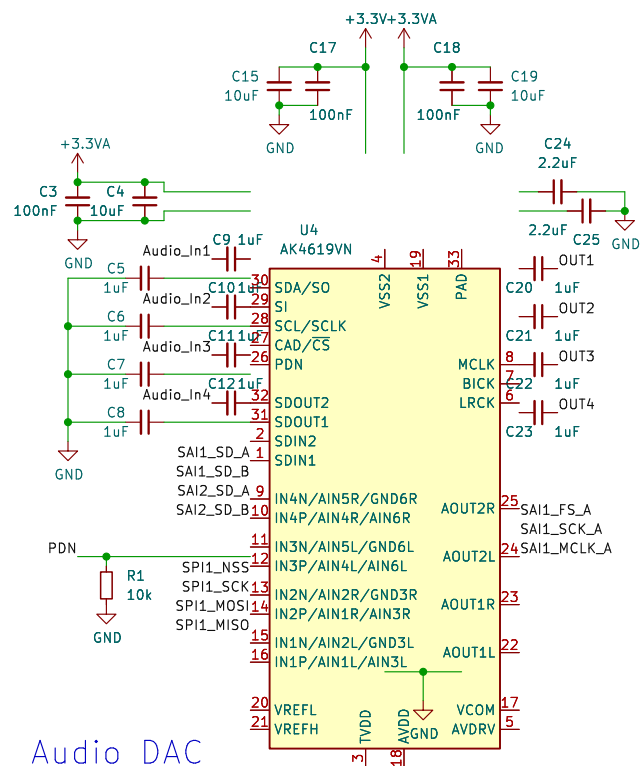 +3.3V +3.3VA
C17 C18
C15 C19
10uF 10uF
100nF 100nF
GND GND
+3.3VA
C24
2.2uF
C3 C4
100nF 10uF
2.2uF
C25
GND
GND
U4
AK4619VN
C9 1uF
Audio_In1
C5
1uF
Audio_In2
C10 1uF
C6
1uF
Audio_In3
C11 1uF
C7
1uF
Audio_In4
C12 1uF
C8
1uF
GND
4 19 33
VSS2 VSS1 PAD
OUT1
C20 1uF
OUT2
C21 1uF
OUT3
C22 1uF
OUT4
C23 1uF
30 SDA/SO
29 SI
28 SCL/SCLK
27 CAD/CS
26 PDN
MCLK 8
BICK 7
LRCK 6
32 SDOUT2
31 SDOUT1
2 SDIN2
1 SDIN1
SAI1_SD_A
SAI1_SD_B
SAI2_SD_A
SAI2_SD_B
9 IN4N/AIN5R/GND6R
10 IN4P/AIN4R/AIN6R
AOUT2R 25
SAI1_FS_A
SAI1_SCK_A
SAI1_MCLK_A
11 IN3N/AIN5L/GND6L
12 IN3P/AIN4L/AIN6L
AOUT2L 24
PDN
R1
10k
GND
SPI1_NSS
SPI1_SCK
SPI1_MOSI
SPI1_MISO
13 IN2N/AIN2R/GND3R
14 IN2P/AIN1R/AIN3R
AOUT1R 23
15 IN1N/AIN2L/GND3L
16 IN1P/AIN1L/AIN3L
AOUT1L 22
20 VREFL
21 VREFH
VCOM 17
AVDRV 5
GND
TVDD AVDD
3 18
Audio DAC